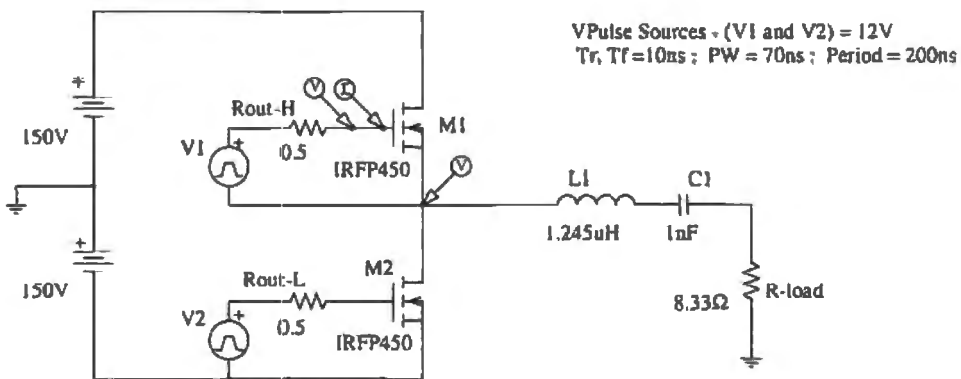 VPulse Sources - (V1 and V2) = 12V
Tr, Tf=10ns ; PW = 70ns ; Period = 200ns
+
150V
Rout-H
V
I
M1
V1
+
0.5
IRFP450
V
L1
C1
1.245uH
1nF
+
150V
Rout-L
M2
V2
+
0.5
IRFP450
8.33Ω
R-load